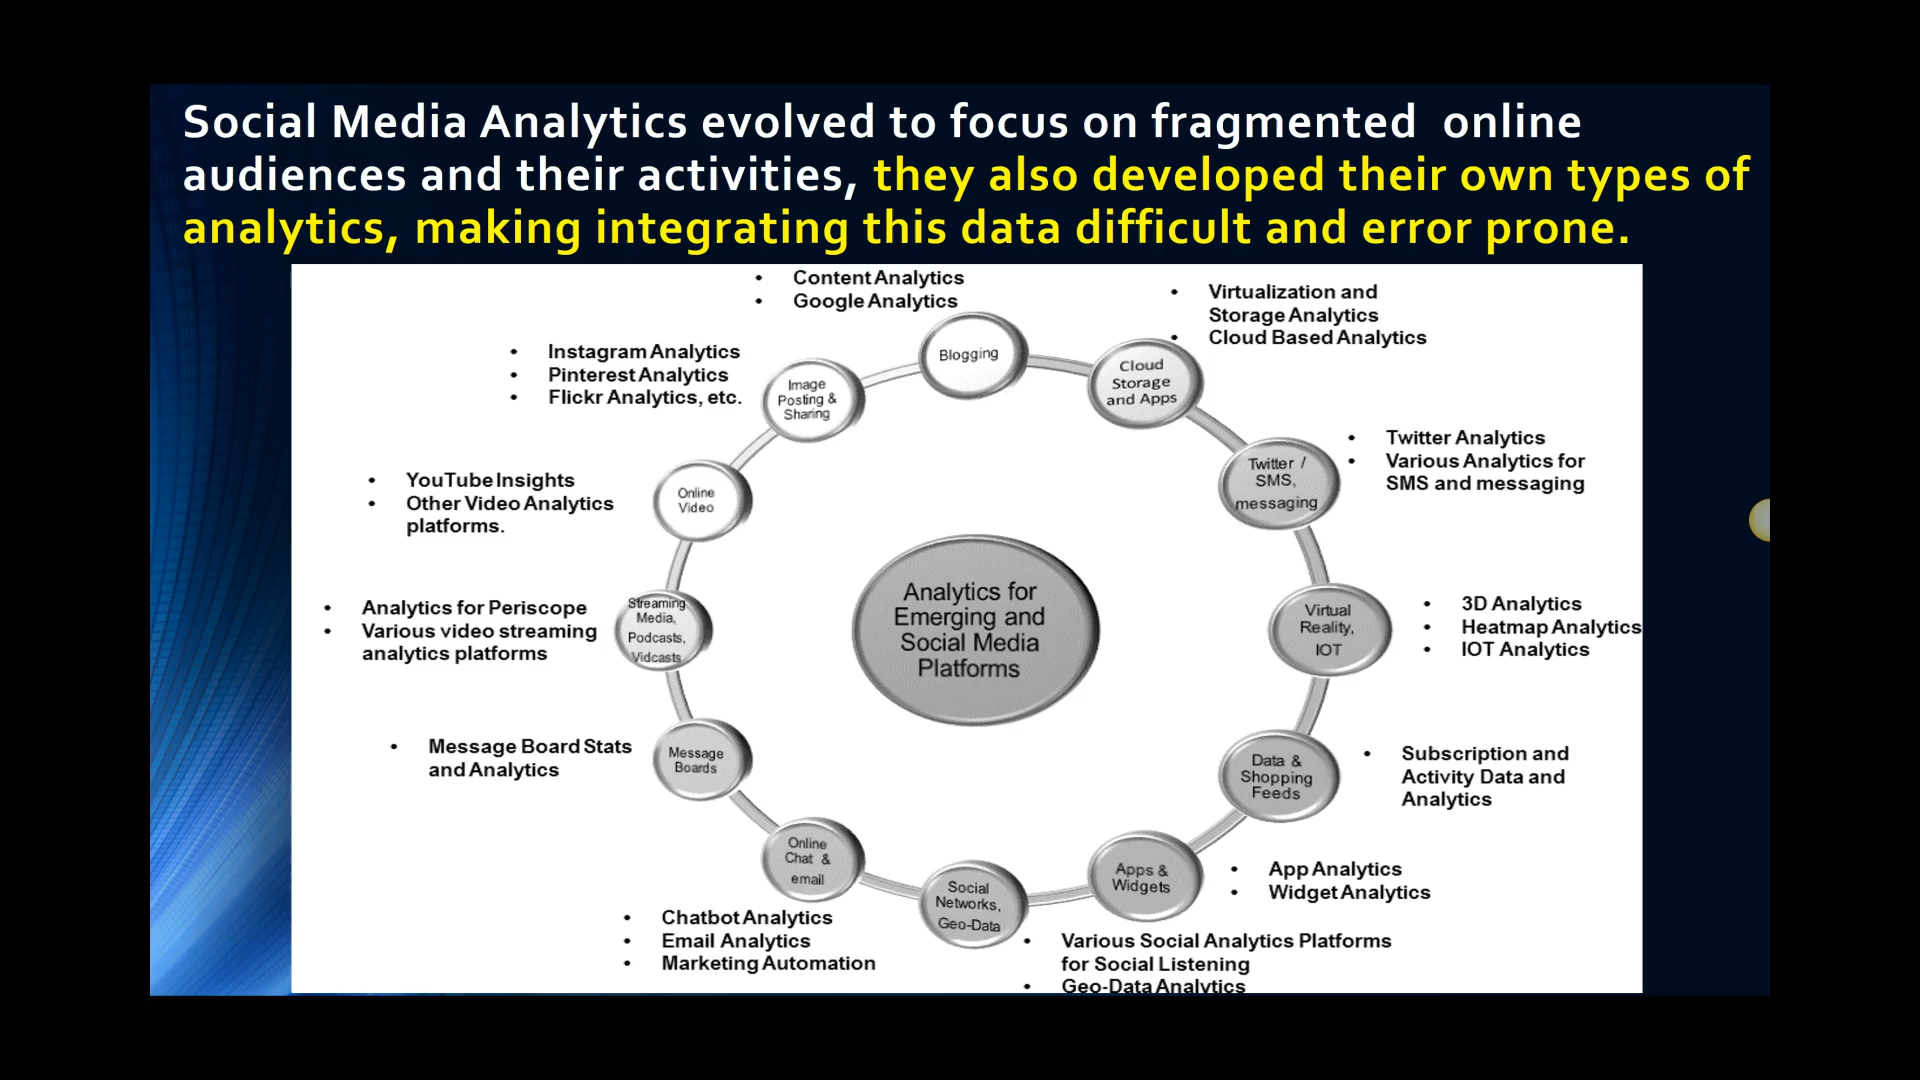 Social Media Analytics evolved to focus on fragmented online
audiences and their activities, they also developed their own types of
analytics, making integrating this data difficult and error prone.
• Content Analytics
• Google Analytics
Blogging
• Virtualization and
Storage Analytics
• Cloud Based Analytics
Cloud
Storage
and Apps
• Twitter Analytics
• Various Analytics for
SMS and messaging
Twitter /
SMS,
messaging
• 3D Analytics
• Heatmap Analytics
• IOT Analytics
Virtual
Reality,
IOT
• Subscription and
Activity Data and
Analytics
Data &
Shopping
Feeds
• App Analytics
• Widget Analytics
Apps &
Widgets
• Various Social Analytics Platforms
for Social Listening
• Geo-Data Analytics
Social
Networks,
Geo-Data
• Chatbot Analytics
• Email Analytics
• Marketing Automation
Online
Chat &
email
• Message Board Stats
and Analytics
Message
Boards
• Analytics for Periscope
• Various video streaming
analytics platforms
Streaming
Media,
Podcasts,
Vidcasts
• YouTube Insights
• Other Video Analytics
platforms.
Online
Video
• Instagram Analytics
• Pinterest Analytics
• Flickr Analytics, etc.
Image
Posting &
Sharing
Analytics for
Emerging and
Social Media
Platforms